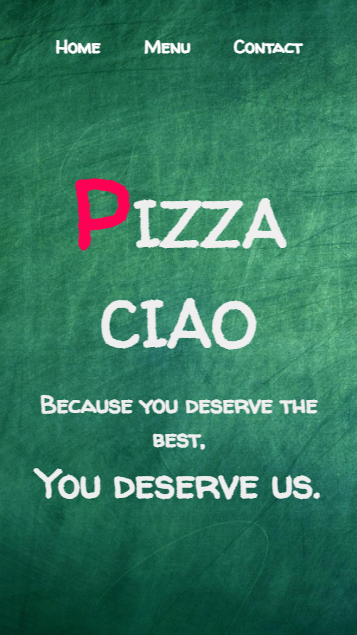 Home Menu Contact
Pizza
ciao
Because you deserve the
best,
You deserve us.